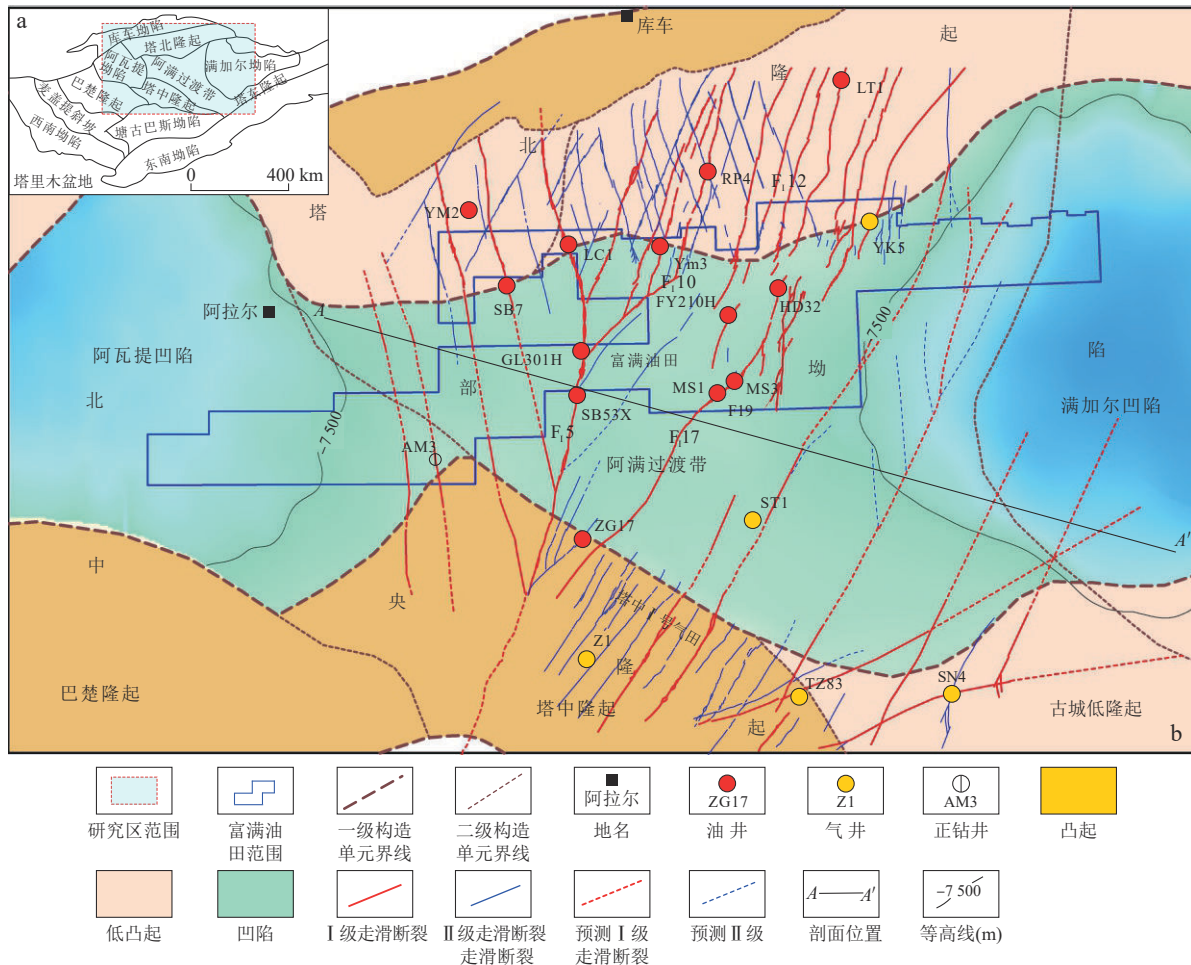 a
库车坳陷
塔北隆起
阿瓦提
坳陷
阿满过渡带
满加尔坳陷
巴楚隆起
塔中隆起
塔东隆起
麦盖提斜坡
塘古巴斯坳陷
西南坳陷
东南坳陷
塔里木盆地
0 400 km
库车
起
隆
LT1
北
RP4
F₁12
塔
YM2
LC1
Ym3
YK5
F₁10
SB7
FY210H
HD32
阿拉尔
A
−7500
GL301H
富满油田
坳
陷
阿瓦提凹陷
部
MS1
MS3
满加尔凹陷
北
SB53X
F19
−7 500
F₁5
F₁17
AM3
阿满过渡带
ST1
ZG17
A′
中
央
塔中Ⅰ号气田
Z1
隆
TZ83
SN4
巴楚隆起
塔中隆起
起
古城低隆起
b
阿拉尔
ZG17
Z1
AM3
研究区范围
富满油
田范围
一级构造
单元界线
二级构造
单元界线
地名
油 井
气 井
正钻井
凸起
A A′
−7 500
低凸起
凹陷
Ⅰ级走滑断裂
Ⅱ级走滑断裂
走滑断裂
预测Ⅰ级
走滑断裂
预测Ⅱ级
剖面位置
等高线(m)